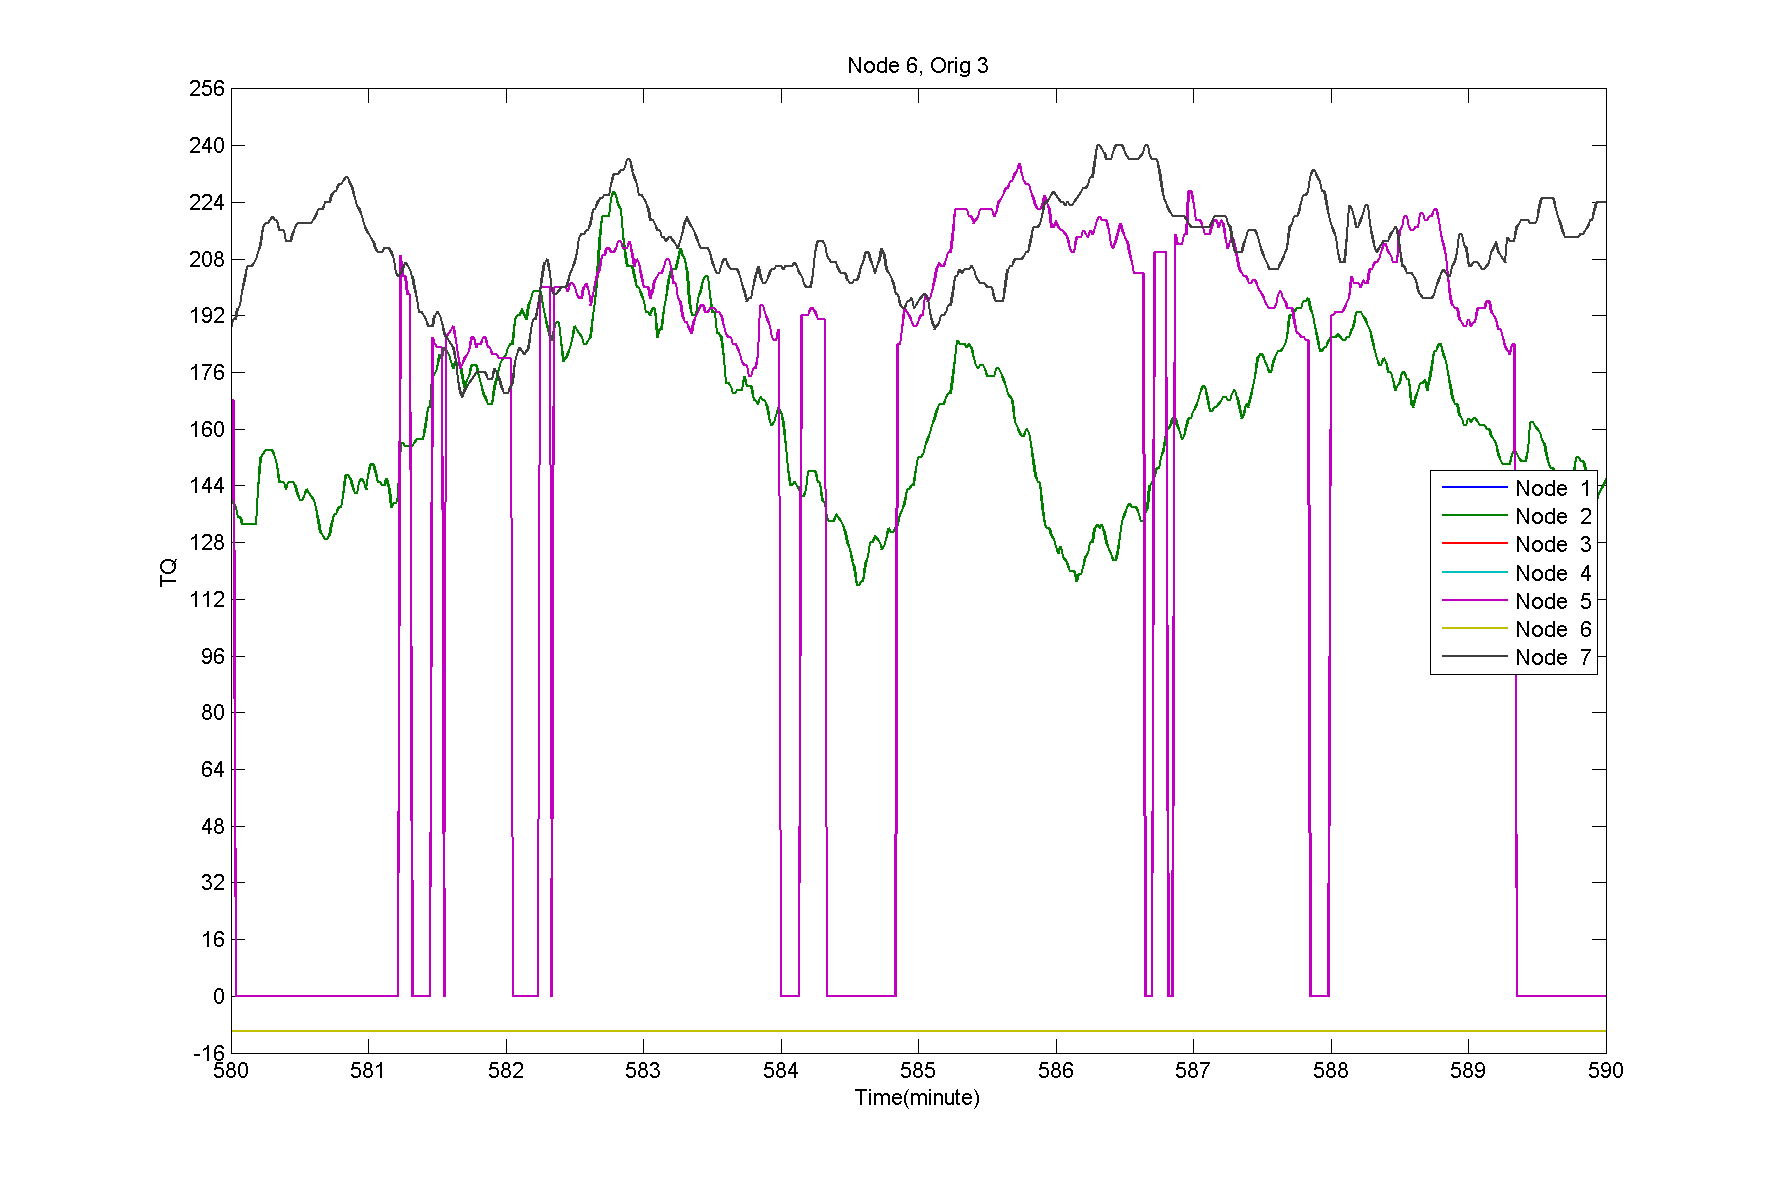 Node 6, Orig 3
256
240
224
208
192
176
160
144
128
112
96
80
64
48
32
16
0
-16
TQ
Node 1
Node 2
Node 3
Node 4
Node 5
Node 6
Node 7
580 581 582 583 584 585 586 587 588 589 590
Time(minute)